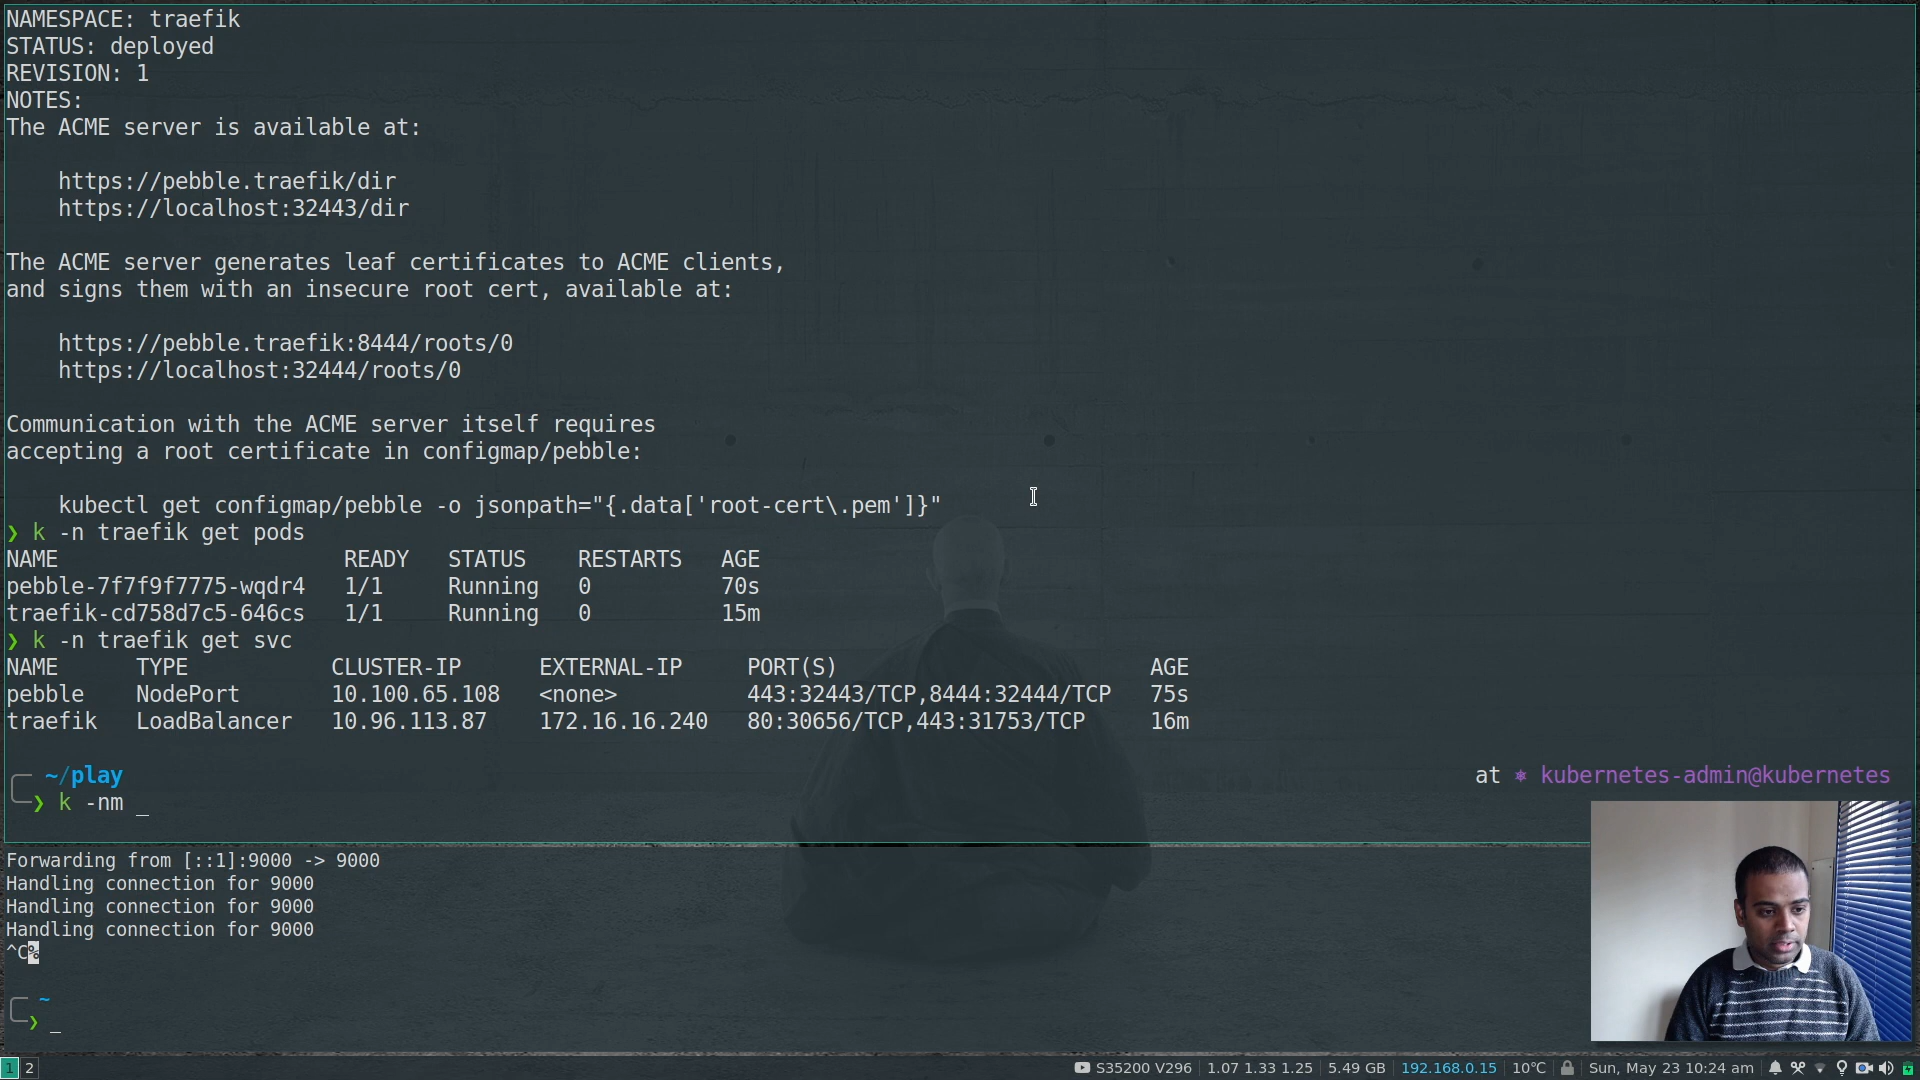 NAMESPACE: traefik
STATUS: deployed
REVISION: 1
NOTES:
The ACME server is available at:
https://pebble.traefik/dir
https://localhost:32443/dir
The ACME server generates leaf certificates to ACME clients,
and signs them with an insecure root cert, available at:
https://pebble.traefik:8444/roots/0
https://localhost:32444/roots/0
Communication with the ACME server itself requires
accepting a root certificate in configmap/pebble:
kubectl get configmap/pebble -o jsonpath="{.data['root-cert\.pem']}"
❯ k -n traefik get pods
NAME READY STATUS RESTARTS AGE
pebble-7f7f9f7775-wqdr4 1/1 Running 0 70s
traefik-cd758d7c5-646cs 1/1 Running 0 15m
❯ k -n traefik get svc
NAME TYPE CLUSTER-IP EXTERNAL-IP PORT(S) AGE
pebble NodePort 10.100.65.108 <none> 443:32443/TCP,8444:32444/TCP 75s
traefik LoadBalancer 10.96.113.87 172.16.16.240 80:30656/TCP,443:31753/TCP 16m
~/play at ⎈ kubernetes-admin@kubernetes
❯ k -nm _
Forwarding from [::1]:9000 -> 9000
Handling connection for 9000
Handling connection for 9000
Handling connection for 9000
^C%
~
❯ _
1 2 S35200 V296 1.07 1.33 1.25 5.49 GB 192.168.0.15 10℃ Sun, May 23 10:24 am